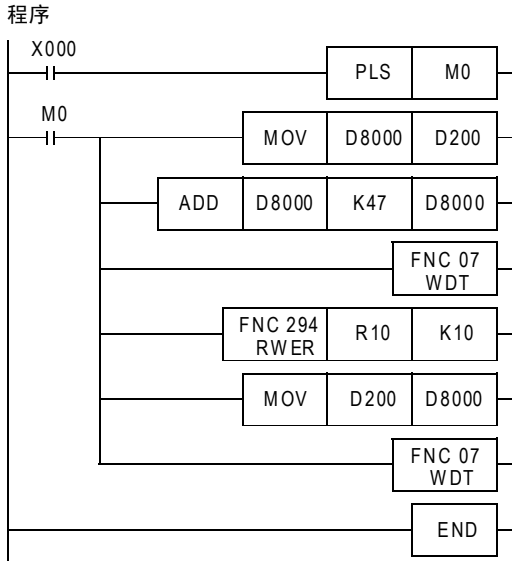 程序
X000
PLS M0
M0
MOV D8000 D200
ADD D8000 K47 D8000
FNC 07
WDT
FNC 294
RWER R10 K10
MOV D200 D8000
FNC 07
WDT
END